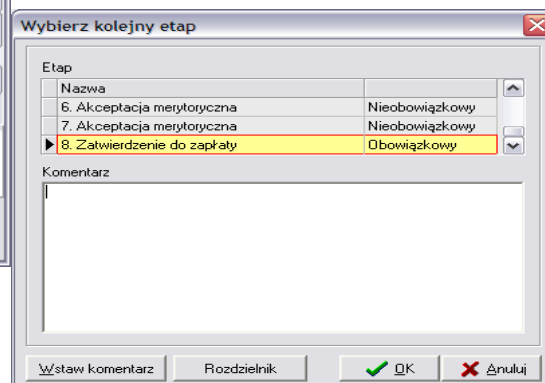 Wybierz kolejny etap
Etap
Nazwa
6. Akceptacja merytoryczna Nieobowiązkowy
7. Akceptacja merytoryczna Nieobowiązkowy
8. Zatwierdzenie do zapłaty Obowiązkowy
Komentarz
Wstaw komentarz Rozdzielnik OK Anuluj